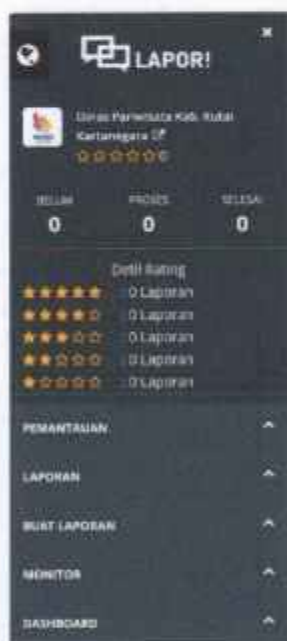 LAPOR!
Dinas Pariwisata Kab. Kutai
Kartanegara
0
BELUM PROSES SELESAI
0 0 0
Detil Rating
: 0 Laporan
: 0 Laporan
: 0 Laporan
: 0 Laporan
: 0 Laporan
PEMANTAUAN
LAPORAN
BUAT LAPORAN
MONITOR
DASHBOARD